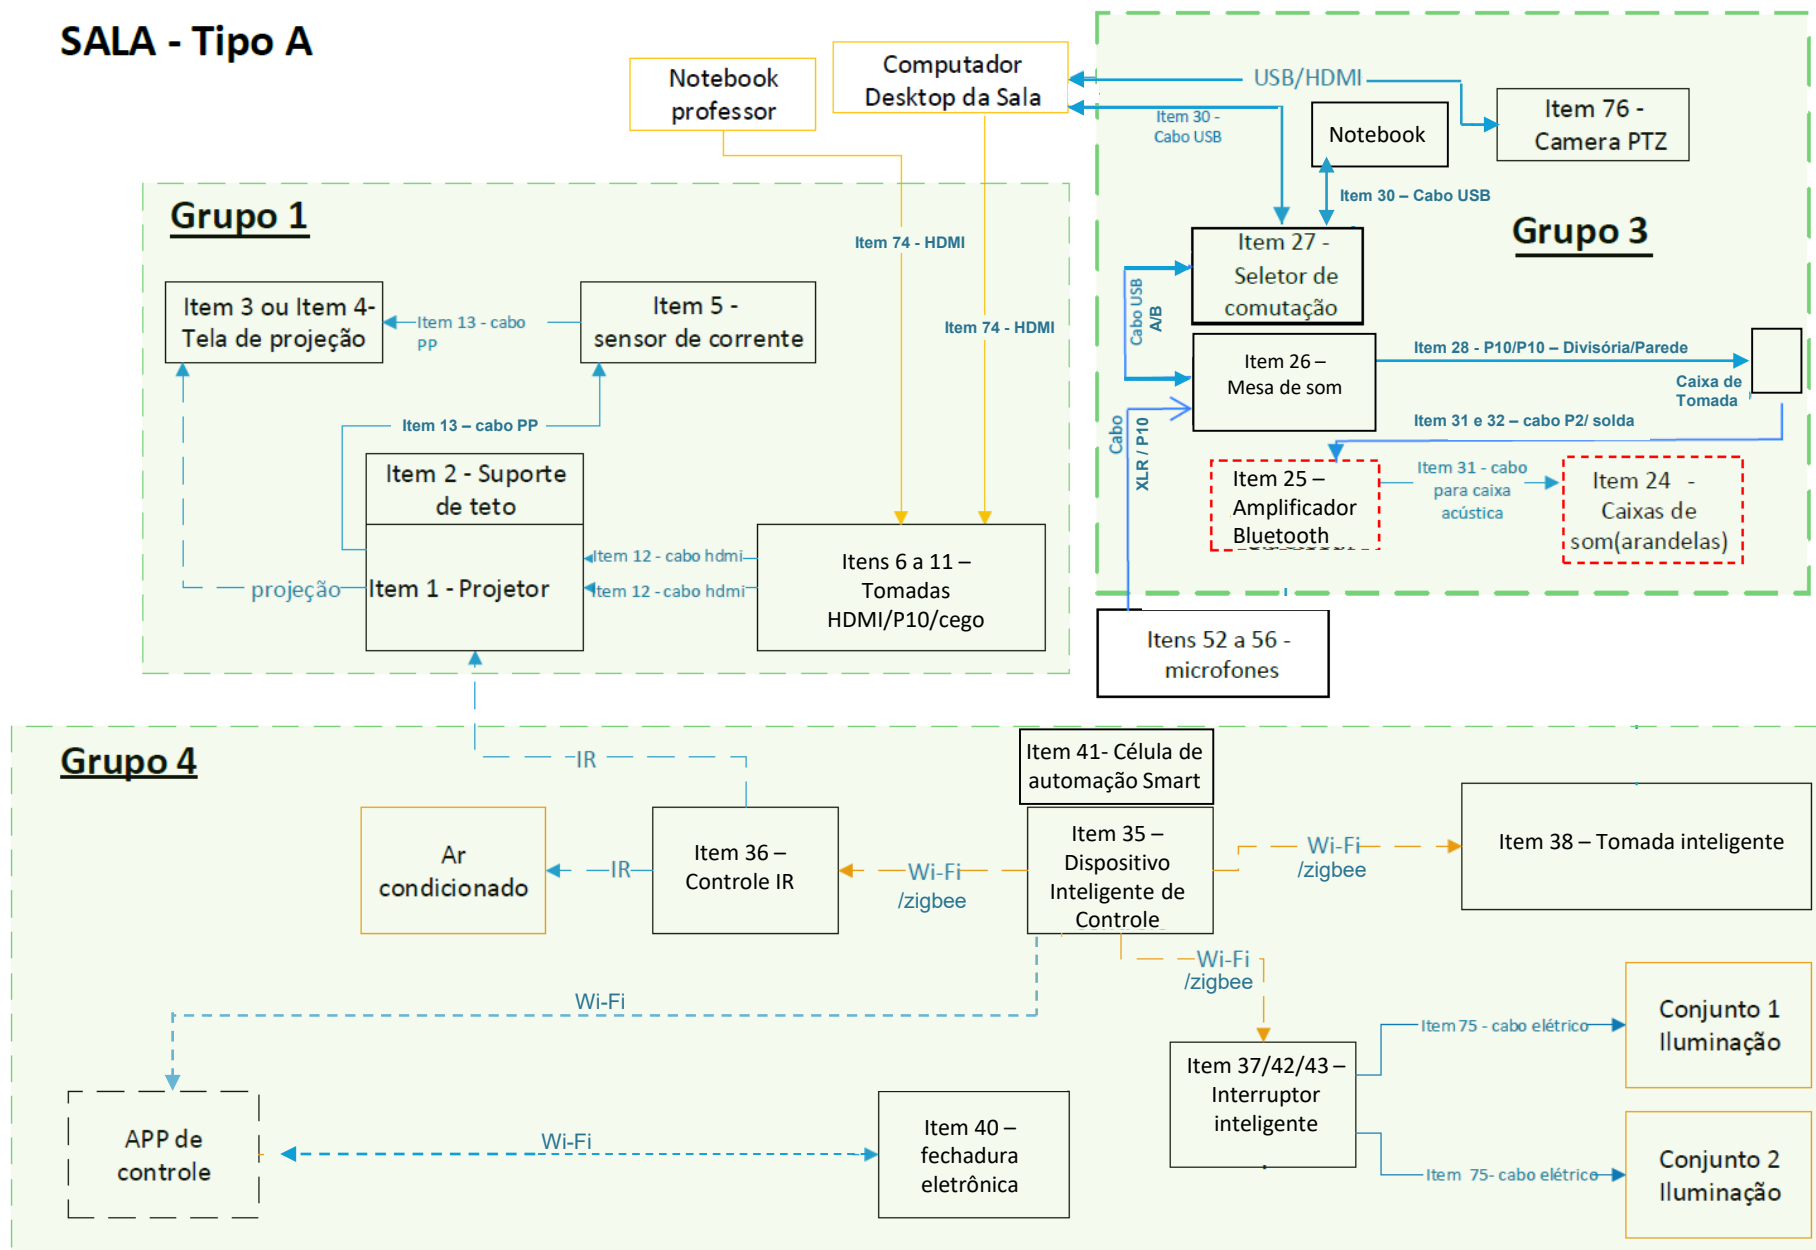 SALA - Tipo A
Notebook
professor
Computador
Desktop da Sala
USB/HDMI
Item 30 -
Cabo USB
Notebook
Item 76 -
Camera PTZ
Item 30 – Cabo USB
Grupo 1
Item 74 - HDMI
Item 74 - HDMI
Item 3 ou Item 4-
Tela de projeção
Item 13 - cabo
PP
Item 5 -
sensor de corrente
Item 13 – cabo PP
Item 2 - Suporte
de teto
Item 1 - Projetor
projeção
Item 12 - cabo hdmi
Item 12 - cabo hdmi
Itens 6 a 11 –
Tomadas
HDMI/P10/cego
Grupo 3
Item 27 -
Seletor de
comutação
Cabo USB
A/B
Item 26 –
Mesa de som
Item 28 - P10/P10 – Divisória/Parede
Caixa de
Tomada
Item 31 e 32 – cabo P2/ solda
Cabo
XLR / P10
Item 25 –
Amplificador
Bluetooth
Item 31 - cabo
para caixa
acústica
Item 24 -
Caixas de
som(arandelas)
Itens 52 a 56 -
microfones
Grupo 4
IR
Item 41- Célula de
automação Smart
Ar
condicionado
IR
Item 36 –
Controle IR
Wi-Fi
/zigbee
Item 35 –
Dispositivo
Inteligente de
Controle
Wi-Fi
/zigbee
Item 38 – Tomada inteligente
Wi-Fi
/zigbee
Wi-Fi
Item 37/42/43 –
Interruptor
inteligente
Item 75 - cabo elétrico
Conjunto 1
Iluminação
Item 75- cabo elétrico
Conjunto 2
Iluminação
APP de
controle
Wi-Fi
Item 40 –
fechadura
eletrônica